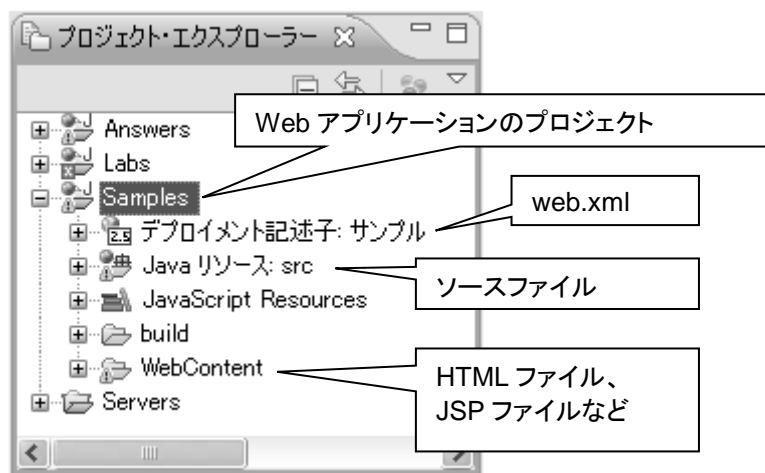 プロジェクト・エクスプローラー
Answers
Web アプリケーションのプロジェクト
Labs
Samples
デプロイメント記述子: サンプル
web.xml
2.5
Java リソース: src
ソースファイル
JavaScript Resources
build
WebContent
HTML ファイル、
JSP ファイルなど
Servers